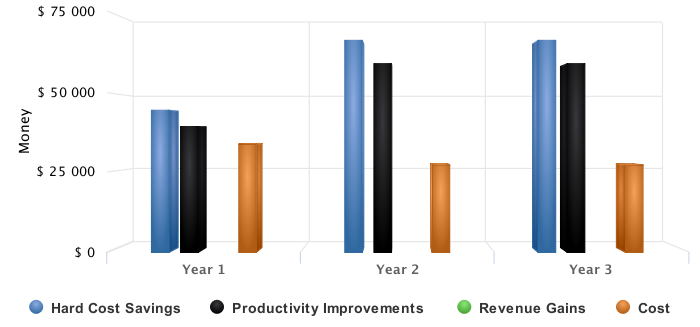 $ 75 000
$ 50 000
Money
$ 25 000
$ 0
Year 1 Year 2 Year 3
Hard Cost Savings Productivity Improvements Revenue Gains Cost